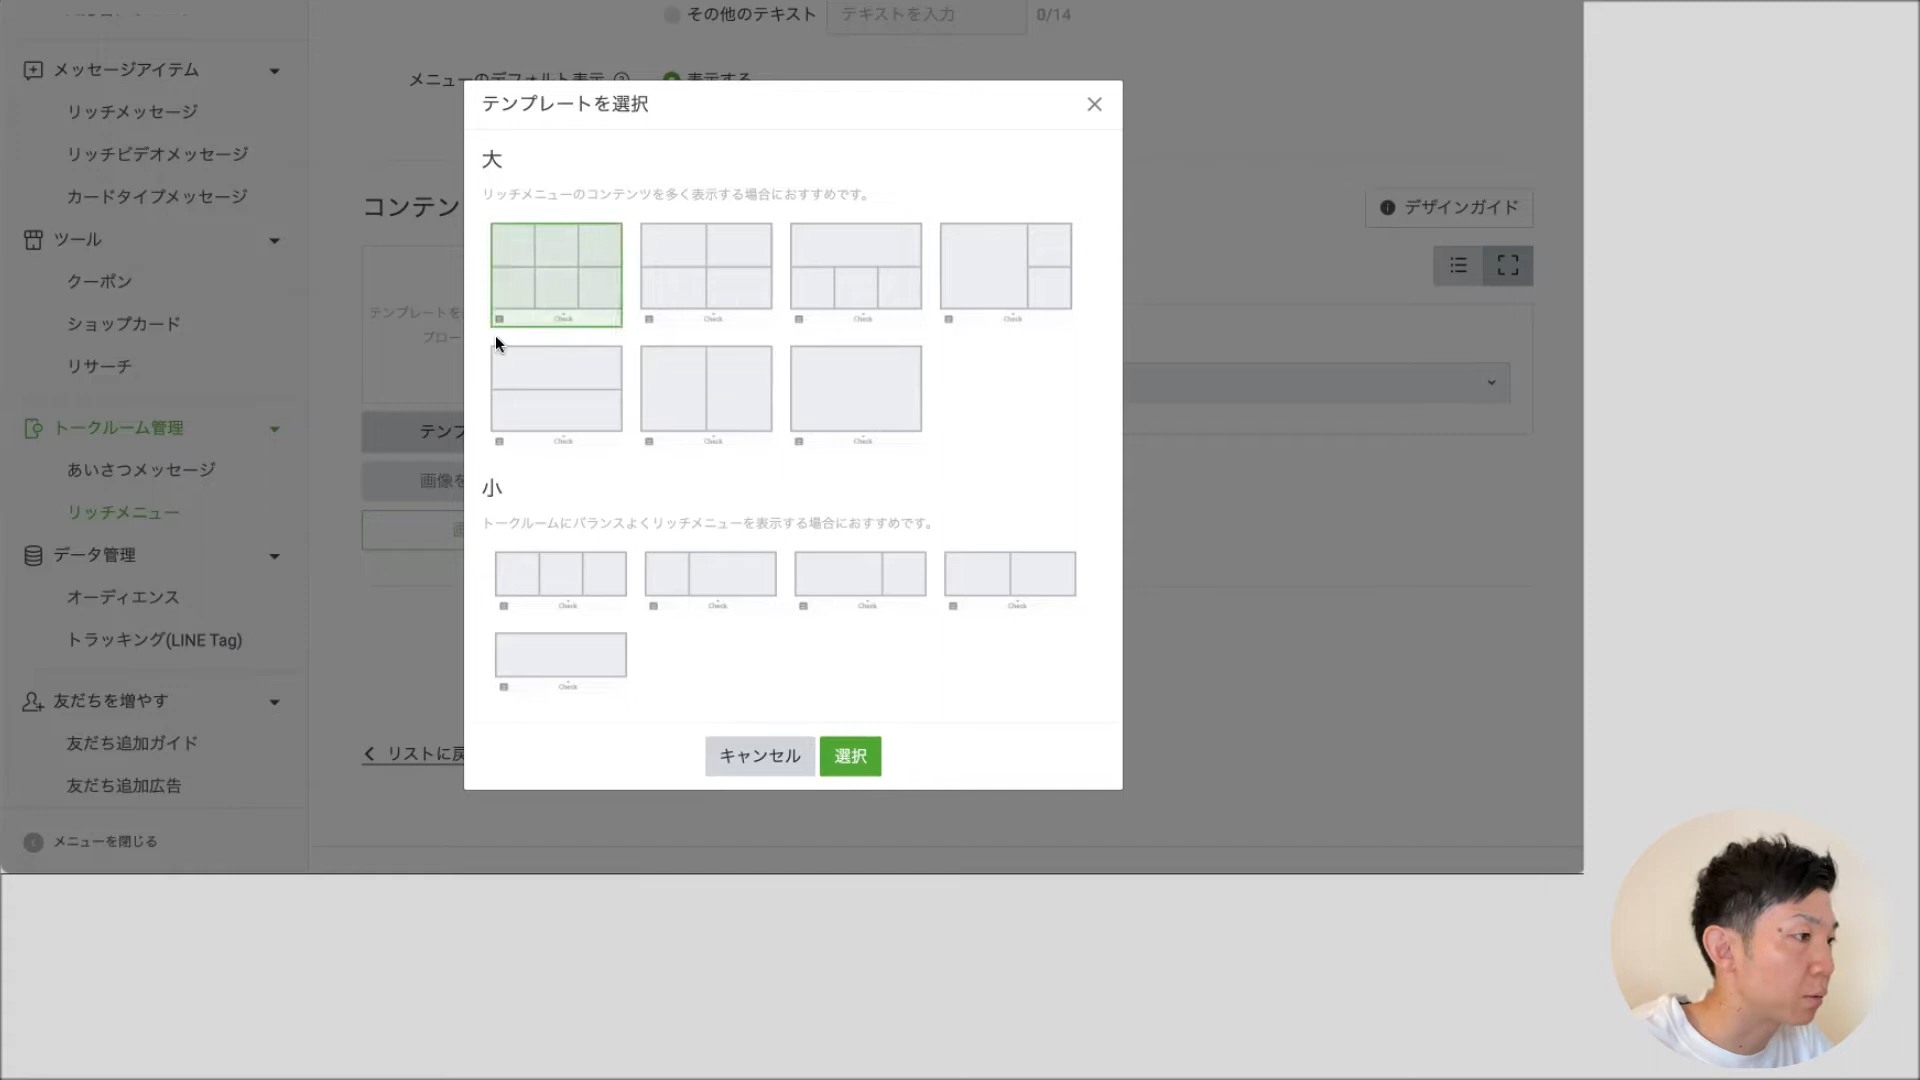 その他のテキスト
テキストを入力
0/14
メッセージアイテム
リッチメッセージ
リッチビデオメッセージ
カードタイプメッセージ
ツール
クーポン
ショップカード
リサーチ
トークルーム管理
あいさつメッセージ
リッチメニュー
データ管理
オーディエンス
トラッキング(LINE Tag)
友だちを増やす
友だち追加ガイド
友だち追加広告
メニューを閉じる
メニューのデフォルト表示
表示する
コンテン
デザインガイド
テンプレートを
プロー
テンプ
画像を
リストに戻
テンプレートを選択
大
リッチメニューのコンテンツを多く表示する場合におすすめです。
Check
Check
Check
Check
Check
Check
Check
小
トークルームにバランスよくリッチメニューを表示する場合におすすめです。
Check
Check
Check
Check
Check
キャンセル
選択